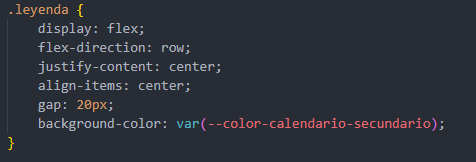 .leyenda {
display: flex;
flex-direction: row;
justify-content: center;
align-items: center;
gap: 20px;
background-color: var(--color-calendario-secundario);
}